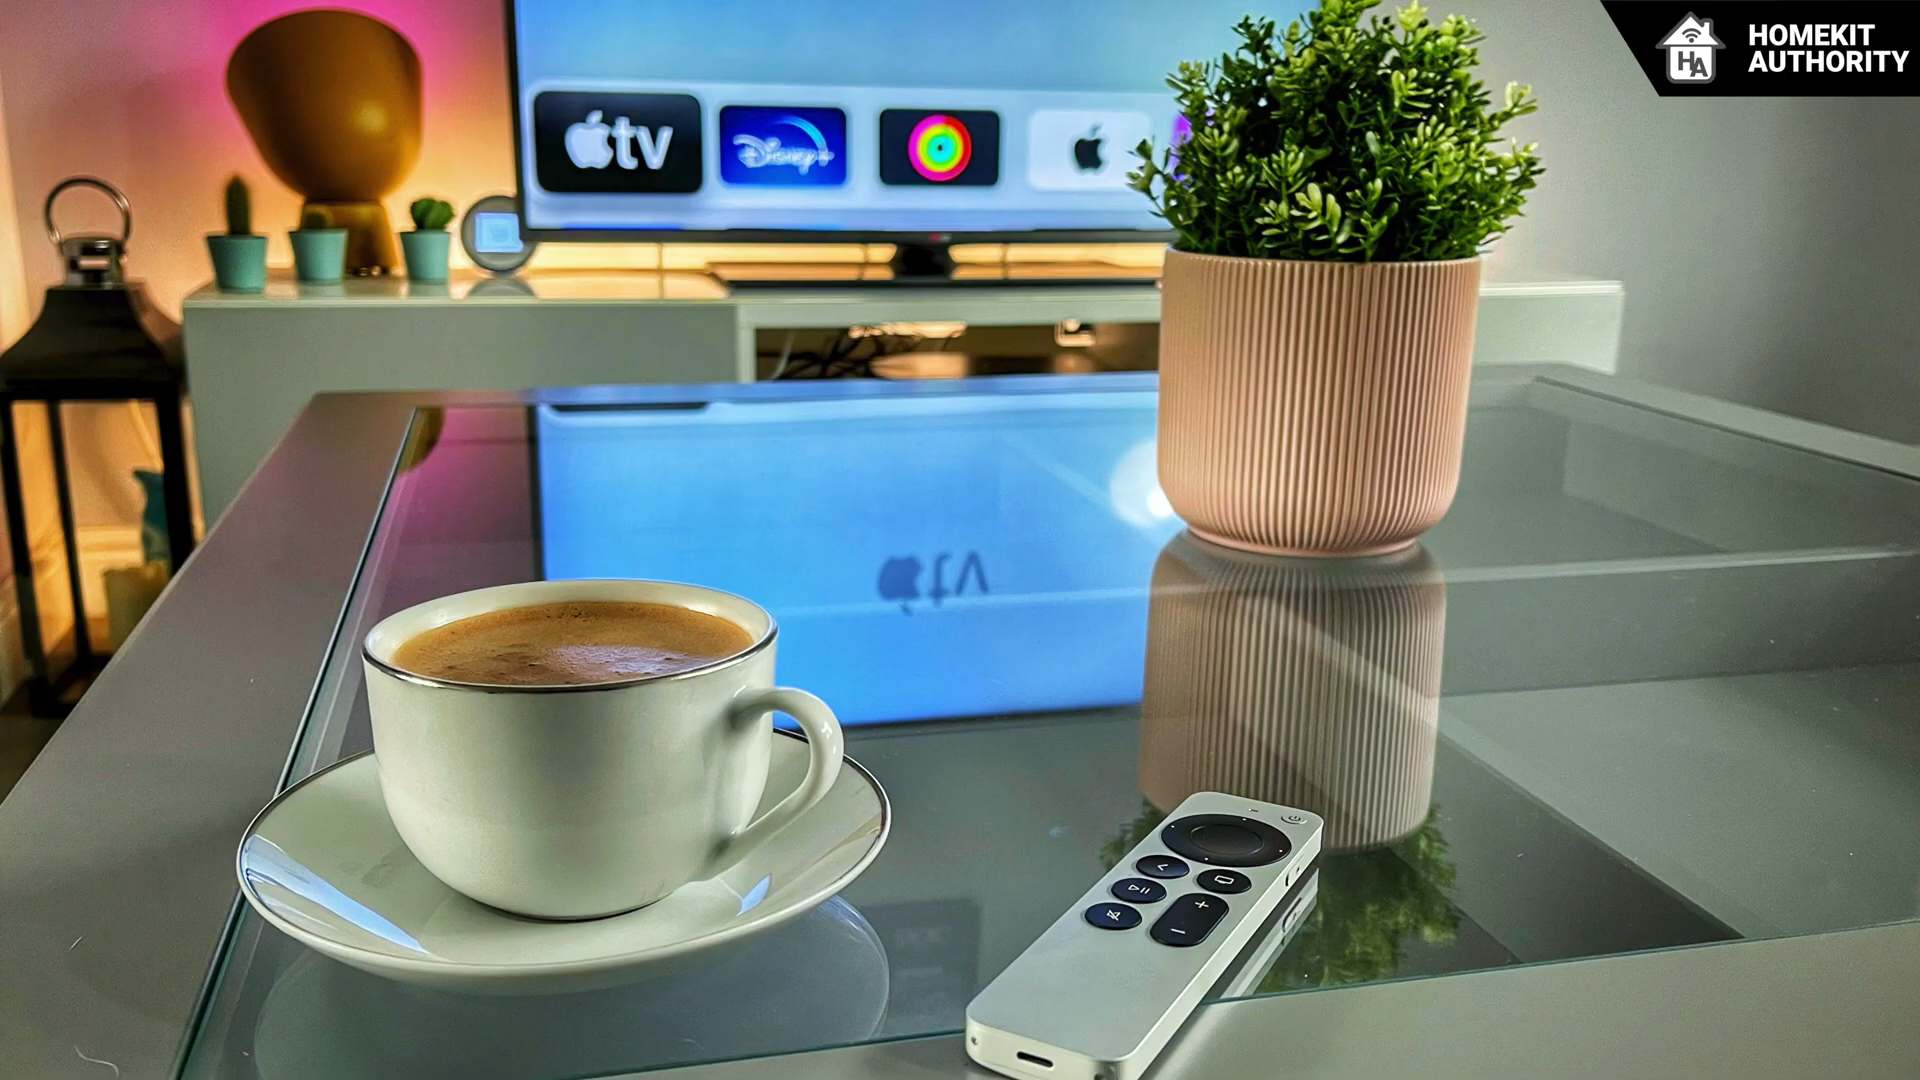 HOMEKIT
AUTHORITY
HA
tv
Disney+
tv